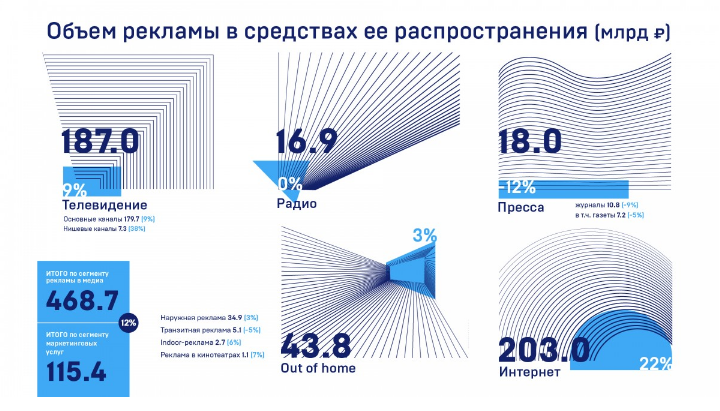 Объем рекламы в средствах ее распространения (млрд ₽)
187.0
9%
Телевидение
Основные каналы 179.7 (9%)
Нишевые каналы 7.3 (38%)
16.9
0%
Радио
18.0
-12%
Пресса
журналы 10.8 (-9%)
в т.ч. газеты 7.2 (-5%)
ИТОГО по сегменту
рекламы в медиа
468.7
12%
ИТОГО по сегменту
маркетинговых
услуг
115.4
Наружная реклама 34.9 (3%)
Транзитная реклама 5.1 (-5%)
Indoor-реклама 2.7 (6%)
Реклама в кинотеатрах 1.1 (7%)
3%
43.8
Out of home
203.0
22%
Интернет